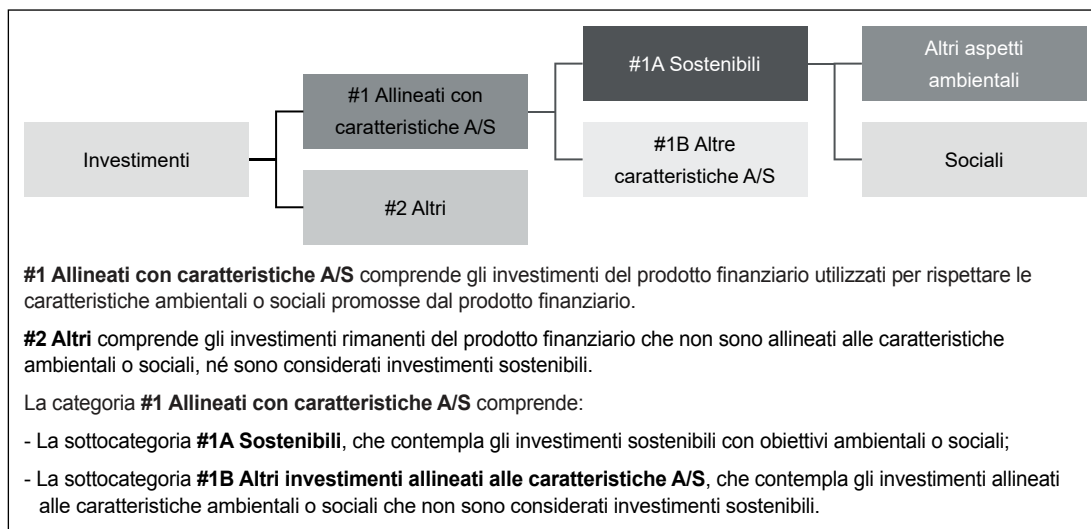 Investimenti
#1 Allineati con
caratteristiche A/S
#2 Altri
#1A Sostenibili
#1B Altre
caratteristiche A/S
Altri aspetti
ambientali
Sociali
#1 Allineati con caratteristiche A/S comprende gli investimenti del prodotto finanziario utilizzati per rispettare le
caratteristiche ambientali o sociali promosse dal prodotto finanziario.
#2 Altri comprende gli investimenti rimanenti del prodotto finanziario che non sono allineati alle caratteristiche
ambientali o sociali, né sono considerati investimenti sostenibili.
La categoria #1 Allineati con caratteristiche A/S comprende:
- La sottocategoria #1A Sostenibili, che contempla gli investimenti sostenibili con obiettivi ambientali o sociali;
- La sottocategoria #1B Altri investimenti allineati alle caratteristiche A/S, che contempla gli investimenti allineati
alle caratteristiche ambientali o sociali che non sono considerati investimenti sostenibili.